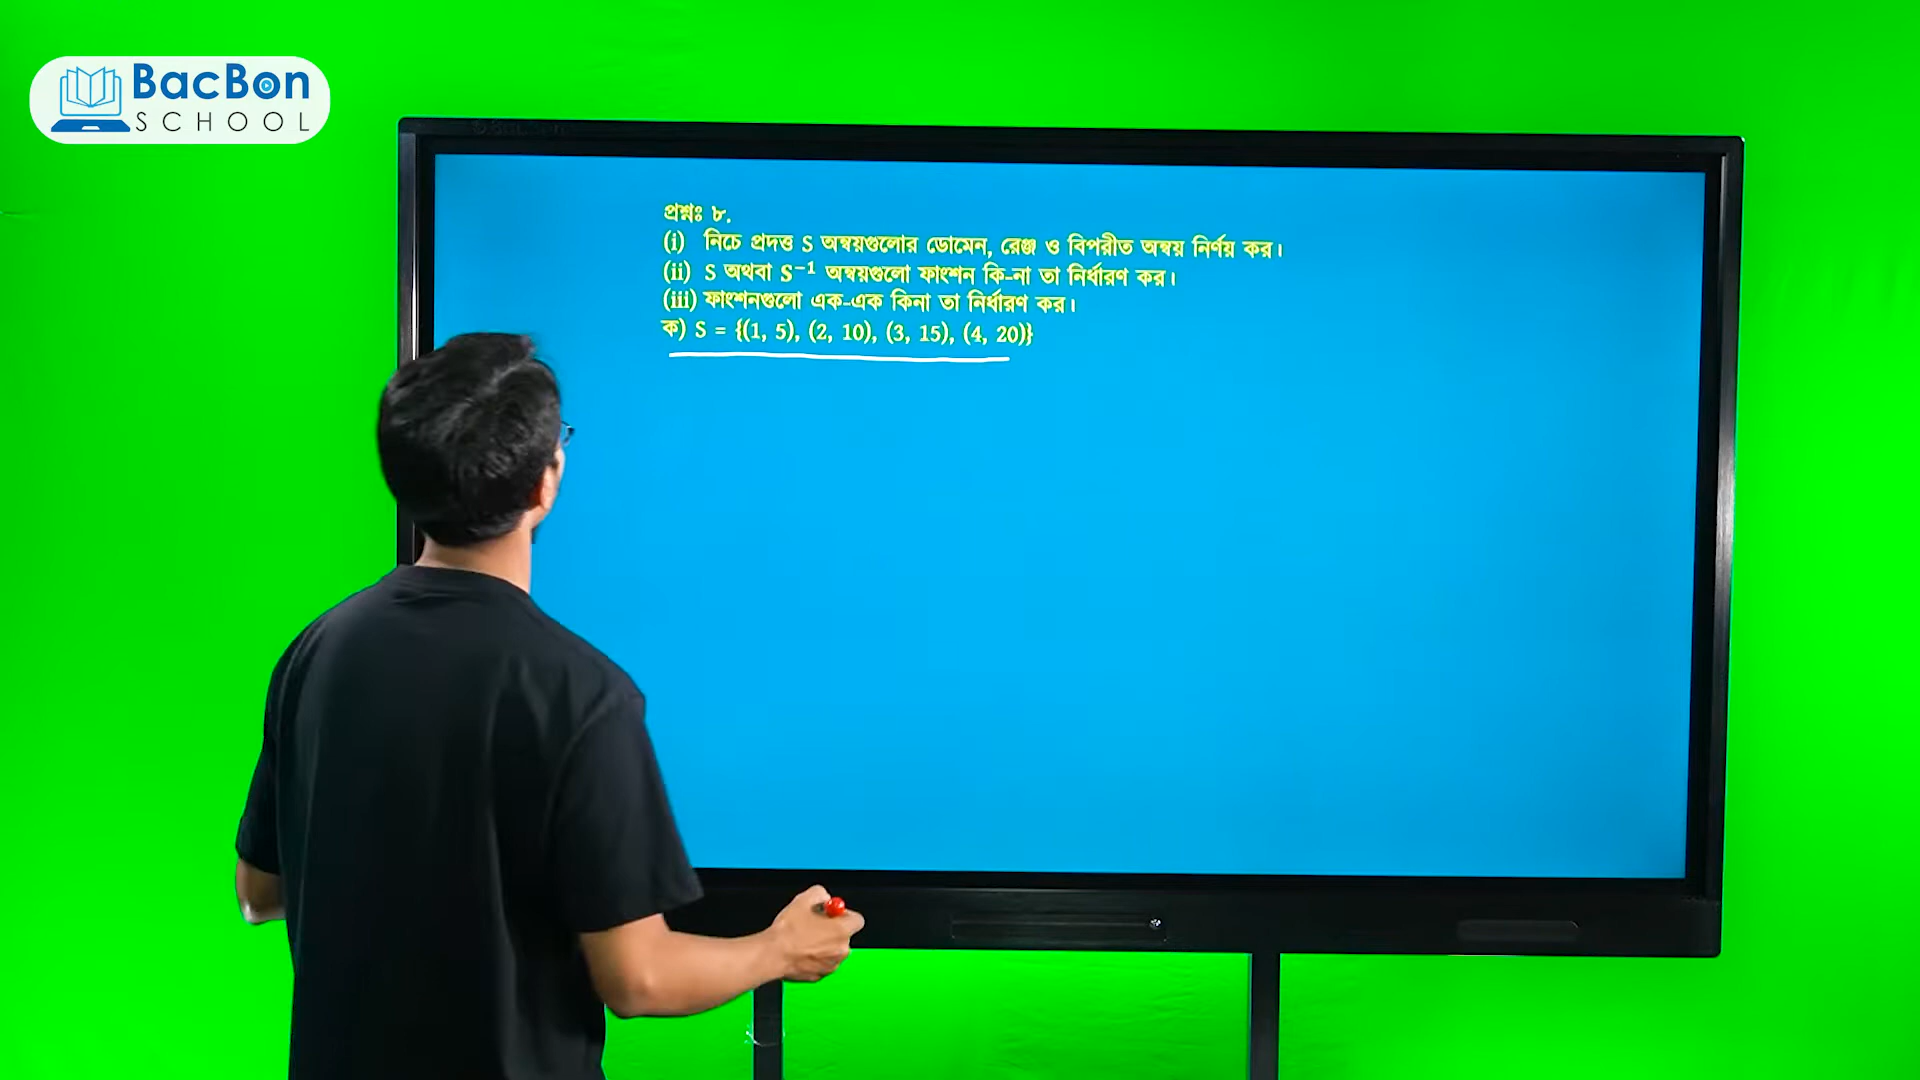 BacBon
SCHOOL
প্রশ্নঃ ৮.
(i) নিচে প্রদত্ত S অন্বয়গুলোর ডোমেন, রেঞ্জ ও বিপরীত অন্বয় নির্ণয় কর।
(ii) S অথবা S⁻¹ অন্বয়গুলো ফাংশন কি-না তা নির্ধারণ কর।
(iii) ফাংশনগুলো এক-এক কিনা তা নির্ধারণ কর।
ক) S = {(1, 5), (2, 10), (3, 15), (4, 20)}